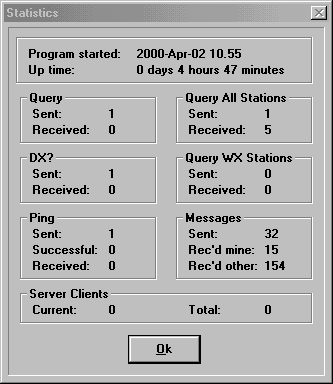 Statistics
Program started: 2000-Apr-02 10.55
Up time: 0 days 4 hours 47 minutes
Query
Sent: 1
Received: 0
Query All Stations
Sent: 1
Received: 5
DX?
Sent: 1
Received: 0
Query WX Stations
Sent: 0
Received: 0
Ping
Sent: 1
Successful: 0
Received: 0
Messages
Sent: 32
Rec'd mine: 15
Rec'd other: 154
Server Clients
Current: 0 Total: 0
Ok